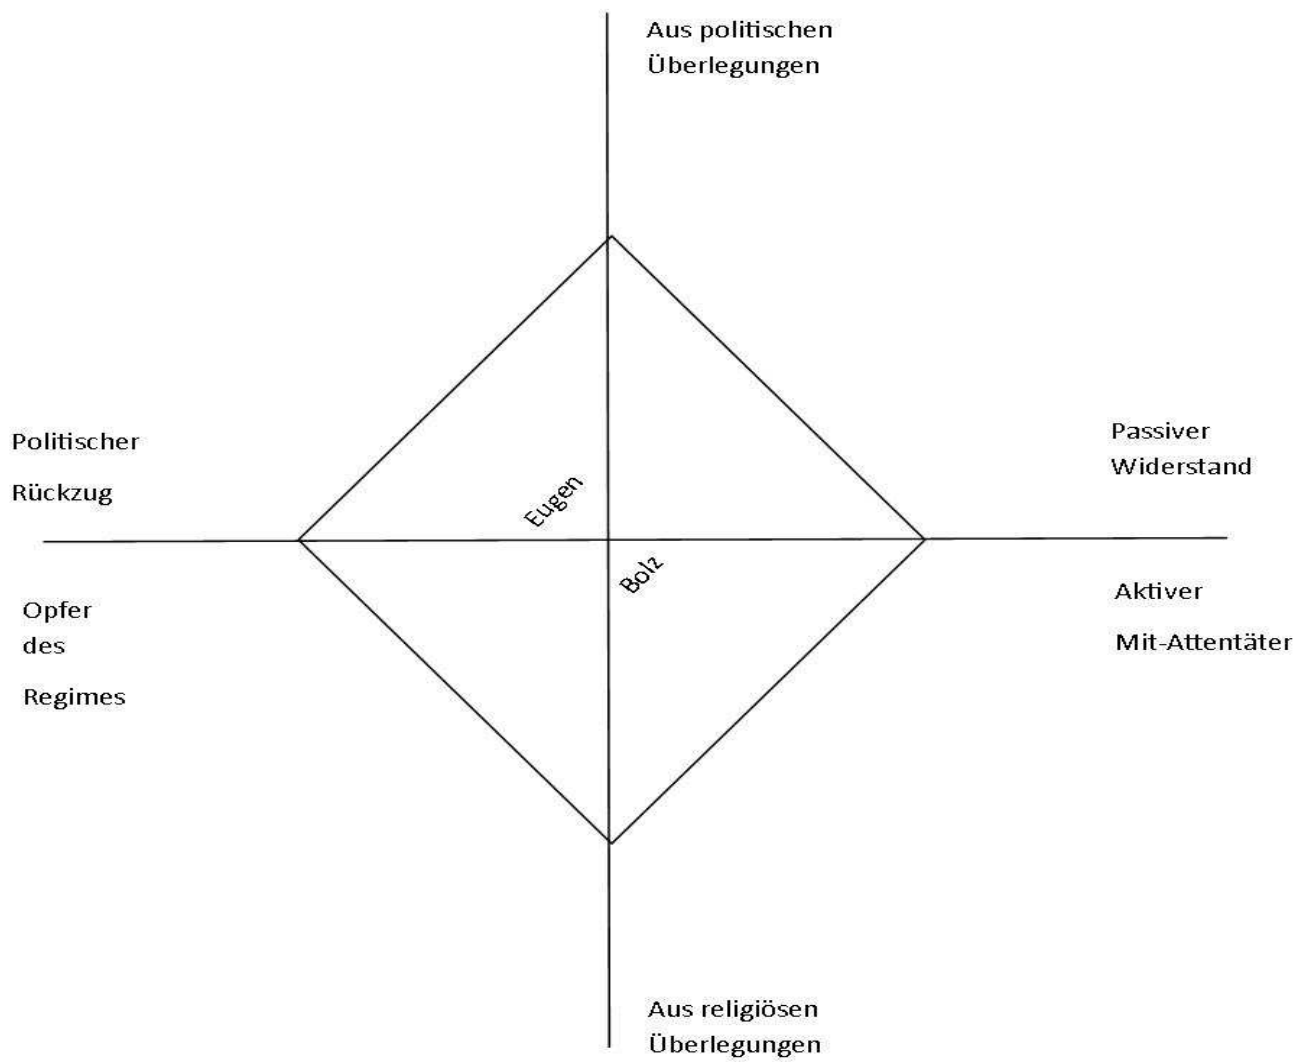 Aus politischen
Überlegungen
Politischer
Rückzug
Passiver
Widerstand
Eugen
Bolz
Opfer
des
Regimes
Aktiver
Mit-Attentäter
Aus religiösen
Überlegungen